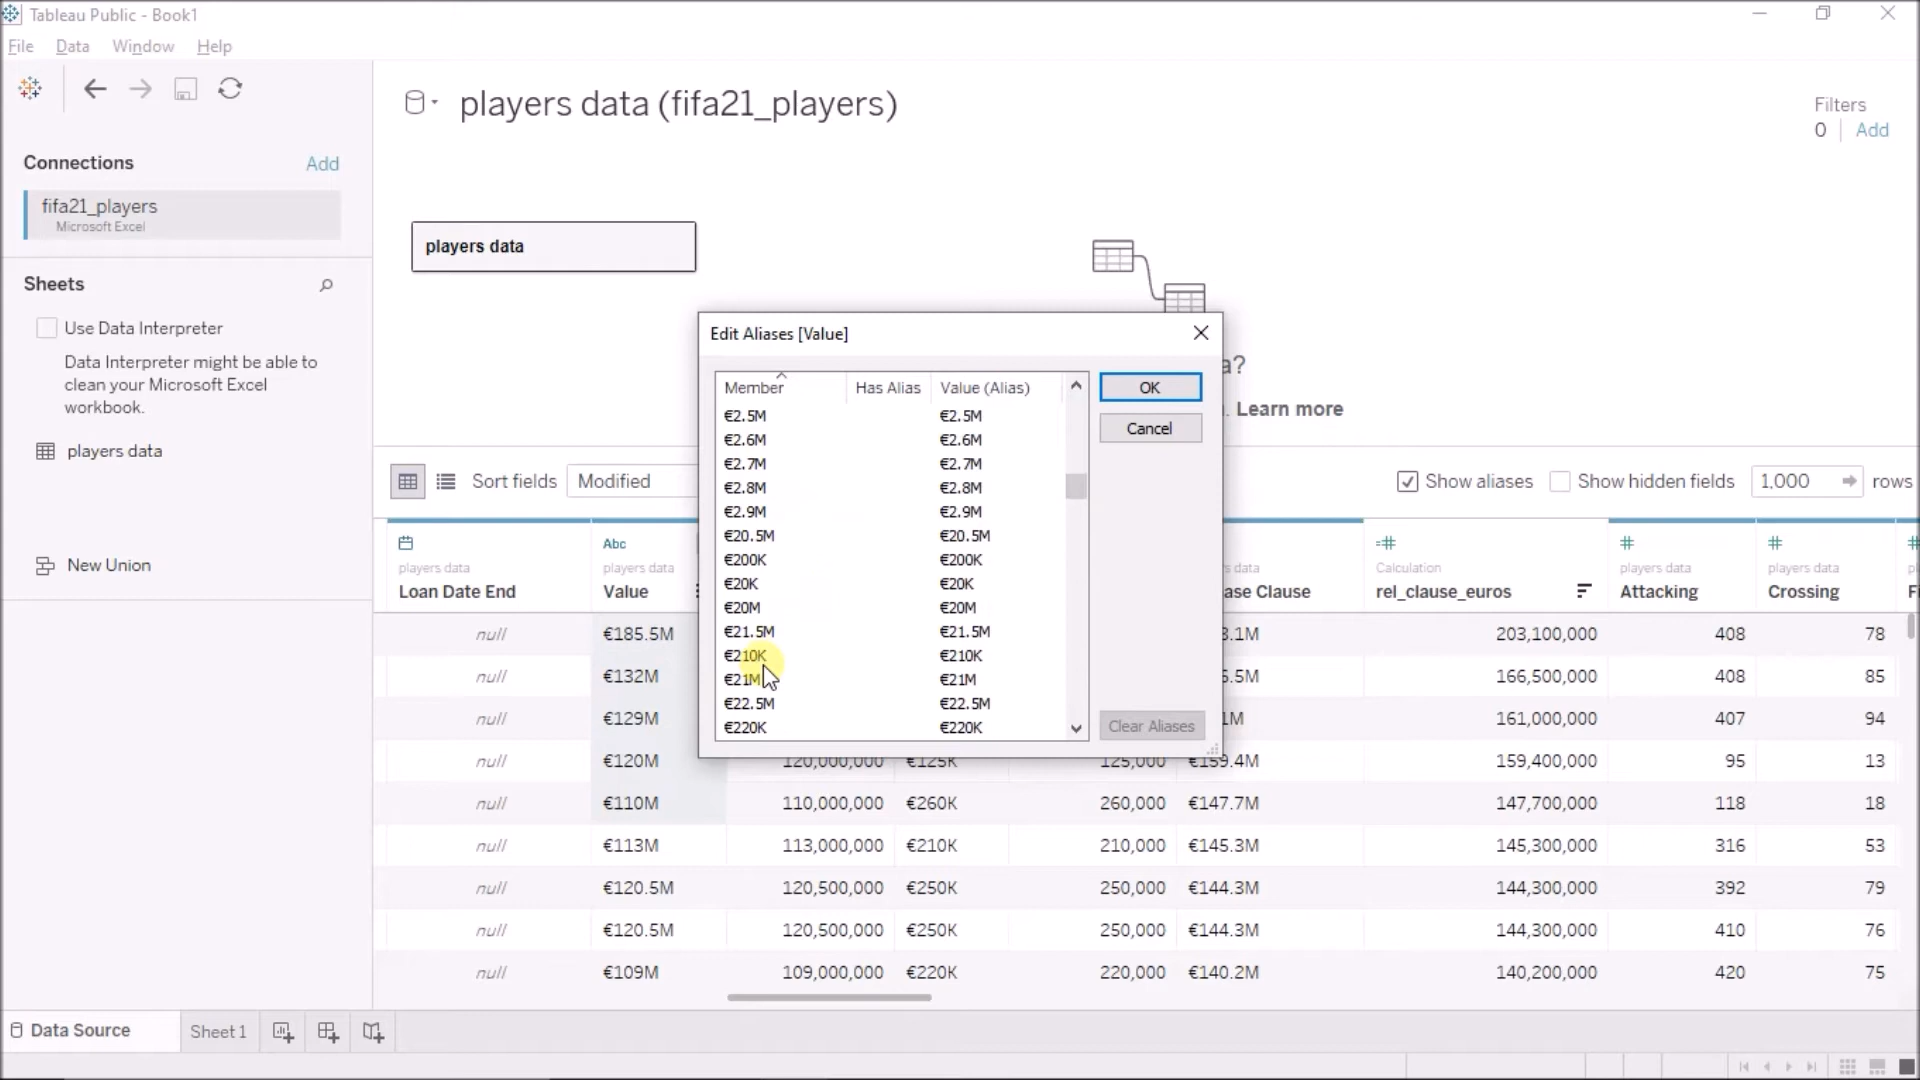 Tableau Public - Book1
File Data Window Help
players data (fifa21_players)
Filters
0 Add
Connections Add
fifa21_players
Microsoft Excel
players data
Sheets
Use Data Interpreter
Data Interpreter might be able to
clean your Microsoft Excel
workbook.
players data
New Union
a?
Learn more
Edit Aliases [Value]
Member Has Alias Value (Alias)
€2.5M €2.5M
€2.6M €2.6M
€2.7M €2.7M
€2.8M €2.8M
€2.9M €2.9M
€20.5M €20.5M
€200K €200K
€20K €20K
€20M €20M
€21.5M €21.5M
€210K €210K
€21M €21M
€22.5M €22.5M
€220K €220K
OK
Cancel
Clear Aliases
Sort fields Modified
Show aliases Show hidden fields 1,000 rows
Abc
players data players data s data Calculation players data players data
Loan Date End Value ase Clause rel_clause_euros Attacking Crossing
null €185.5M 3.1M 203,100,000 408 78
null €132M 5.5M 166,500,000 408 85
null €129M 1M 161,000,000 407 94
null €120M 120,000,000 €125K 125,000 €159.4M 159,400,000 95 13
null €110M 110,000,000 €260K 260,000 €147.7M 147,700,000 118 18
null €113M 113,000,000 €210K 210,000 €145.3M 145,300,000 316 53
null €120.5M 120,500,000 €250K 250,000 €144.3M 144,300,000 392 79
null €120.5M 120,500,000 €250K 250,000 €144.3M 144,300,000 410 76
null €109M 109,000,000 €220K 220,000 €140.2M 140,200,000 420 75
Data Source Sheet 1